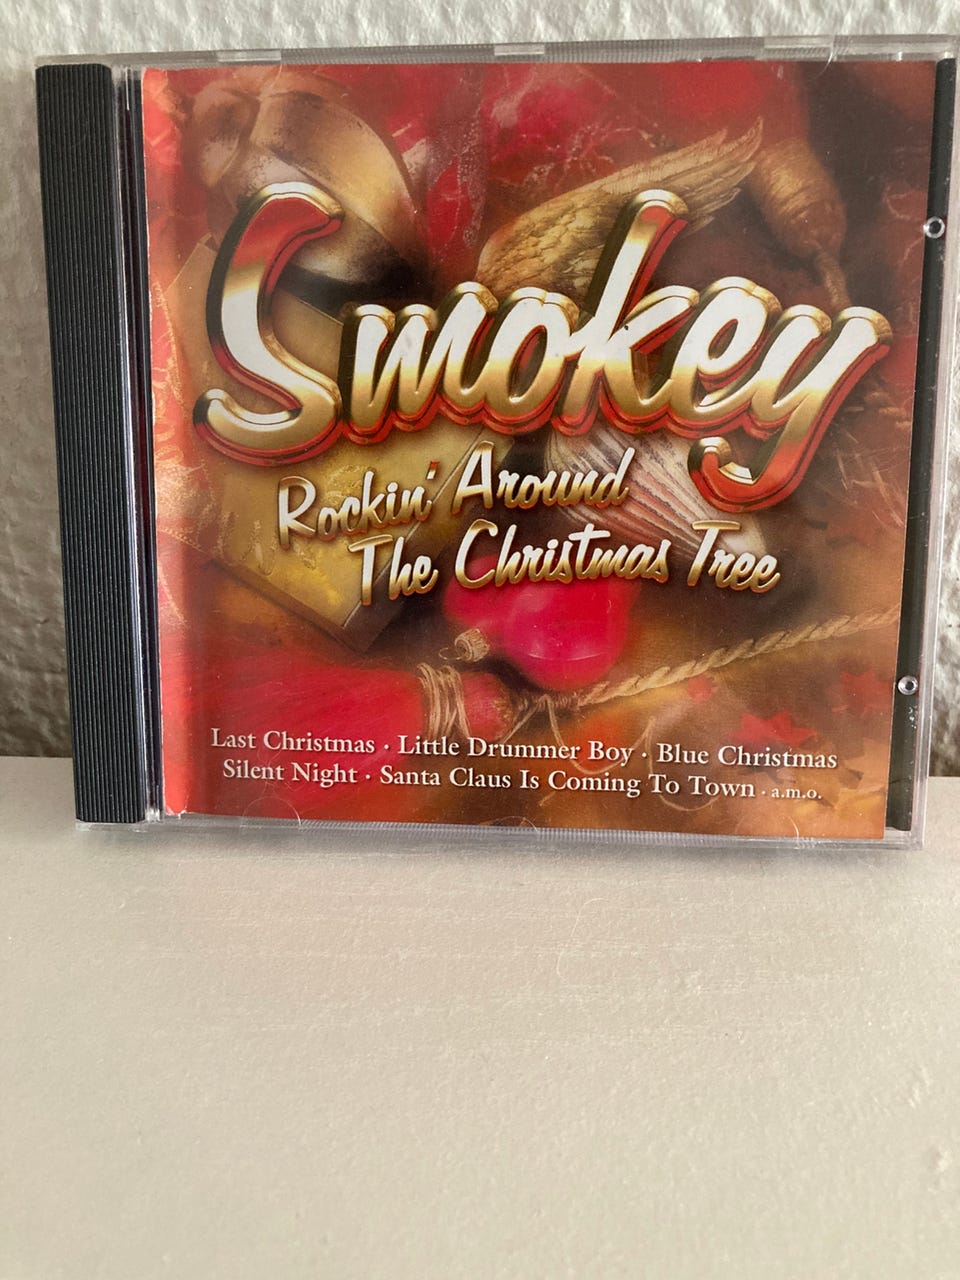 Smokey
Rockin' Around
The Christmas Tree
Last Christmas · Little Drummer Boy · Blue Christmas
Silent Night · Santa Claus Is Coming To Town · a.m.o.